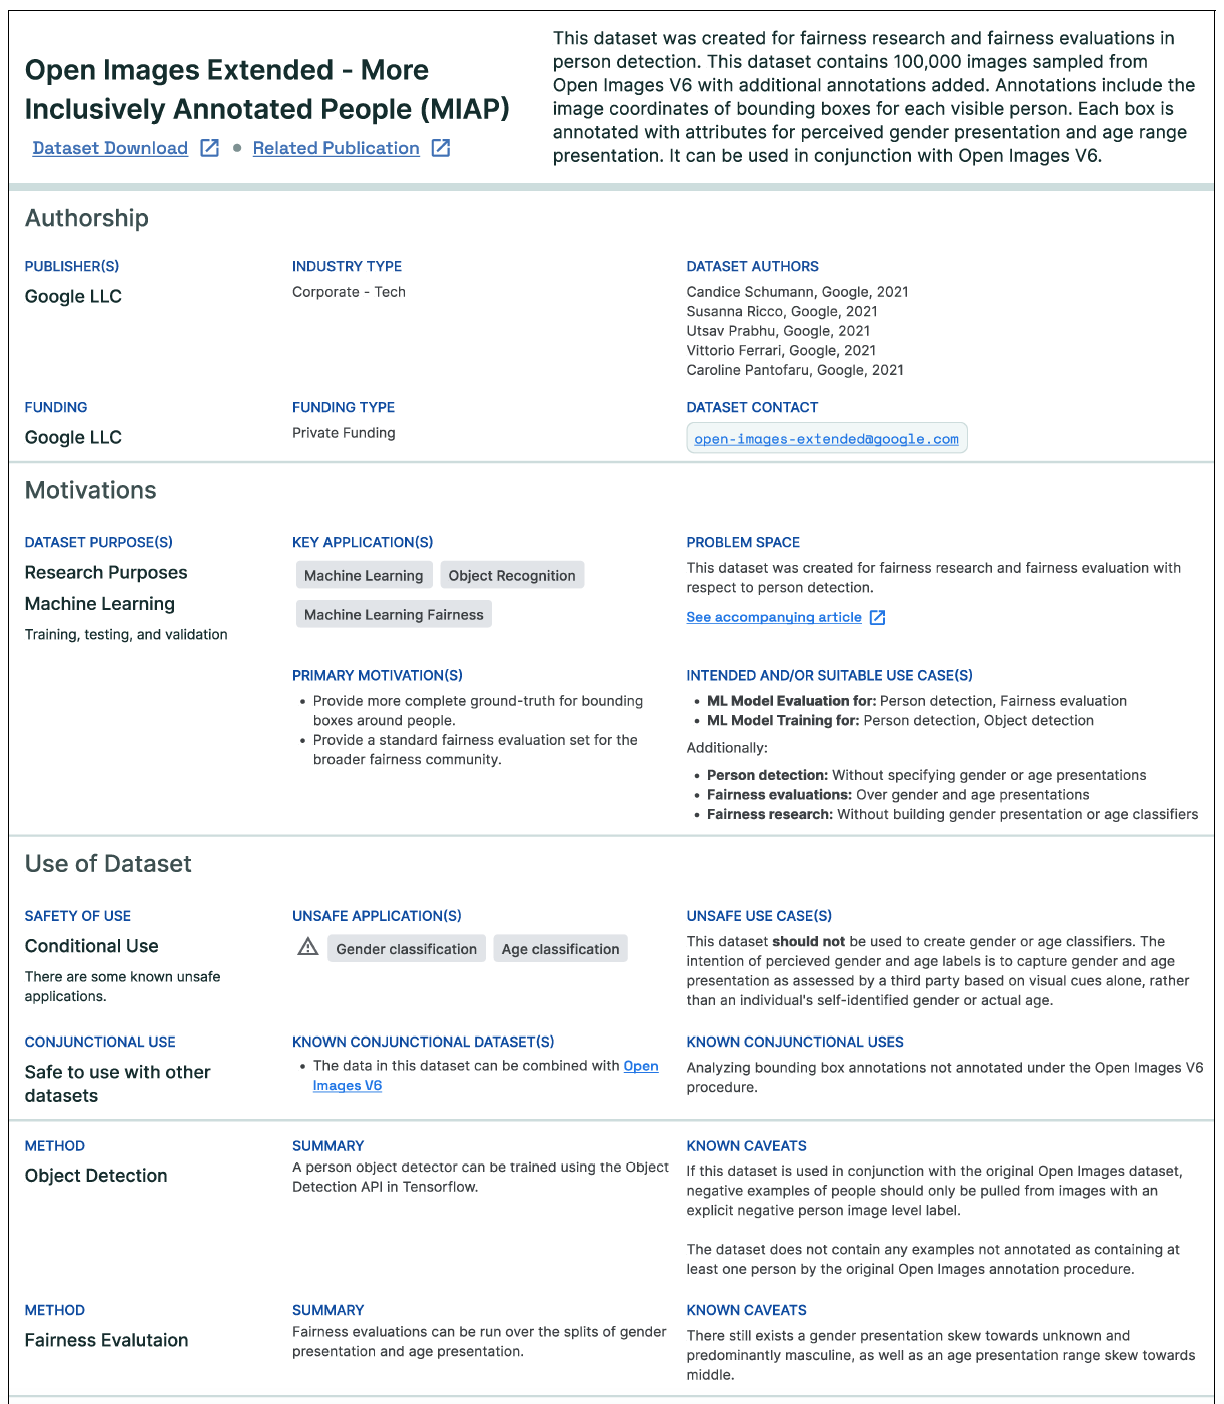 Open Images Extended - More
Inclusively Annotated People (MIAP)
Dataset Download • Related Publication
This dataset was created for fairness research and fairness evaluations in
person detection. This dataset contains 100,000 images sampled from
Open Images V6 with additional annotations added. Annotations include the
image coordinates of bounding boxes for each visible person. Each box is
annotated with attributes for perceived gender presentation and age range
presentation. It can be used in conjunction with Open Images V6.
Authorship
PUBLISHER(S)
Google LLC
INDUSTRY TYPE
Corporate - Tech
DATASET AUTHORS
Candice Schumann, Google, 2021
Susanna Ricco, Google, 2021
Utsav Prabhu, Google, 2021
Vittorio Ferrari, Google, 2021
Caroline Pantofaru, Google, 2021
FUNDING
Google LLC
FUNDING TYPE
Private Funding
DATASET CONTACT
open-images-extended@google.com
Motivations
DATASET PURPOSE(S)
Research Purposes
Machine Learning
Training, testing, and validation
KEY APPLICATION(S)
Machine Learning Object Recognition
Machine Learning Fairness
PROBLEM SPACE
This dataset was created for fairness research and fairness evaluation with
respect to person detection.
See accompanying article
PRIMARY MOTIVATION(S)
• Provide more complete ground-truth for bounding
boxes around people.
• Provide a standard fairness evaluation set for the
broader fairness community.
INTENDED AND/OR SUITABLE USE CASE(S)
• ML Model Evaluation for: Person detection, Fairness evaluation
• ML Model Training for: Person detection, Object detection
Additionally:
• Person detection: Without specifying gender or age presentations
• Fairness evaluations: Over gender and age presentations
• Fairness research: Without building gender presentation or age classifiers
Use of Dataset
SAFETY OF USE
Conditional Use
There are some known unsafe
applications.
UNSAFE APPLICATION(S)
Gender classification Age classification
UNSAFE USE CASE(S)
This dataset should not be used to create gender or age classifiers. The
intention of percieved gender and age labels is to capture gender and age
presentation as assessed by a third party based on visual cues alone, rather
than an individual's self-identified gender or actual age.
CONJUNCTIONAL USE
Safe to use with other
datasets
KNOWN CONJUNCTIONAL DATASET(S)
• The data in this dataset can be combined with Open
Images V6
KNOWN CONJUNCTIONAL USES
Analyzing bounding box annotations not annotated under the Open Images V6
procedure.
METHOD
Object Detection
SUMMARY
A person object detector can be trained using the Object
Detection API in Tensorflow.
KNOWN CAVEATS
If this dataset is used in conjunction with the original Open Images dataset,
negative examples of people should only be pulled from images with an
explicit negative person image level label.
The dataset does not contain any examples not annotated as containing at
least one person by the original Open Images annotation procedure.
METHOD
Fairness Evalutaion
SUMMARY
Fairness evaluations can be run over the splits of gender
presentation and age presentation.
KNOWN CAVEATS
There still exists a gender presentation skew towards unknown and
predominantly masculine, as well as an age presentation range skew towards
middle.